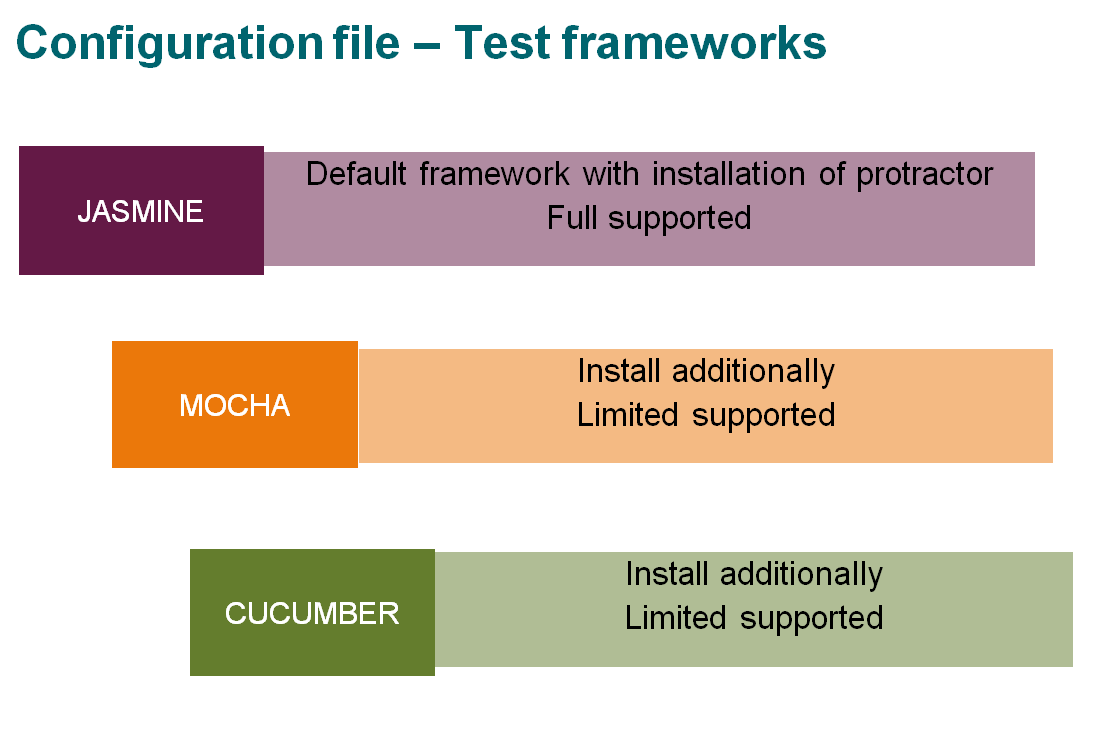 Configuration file – Test frameworks
JASMINE
Default framework with installation of protractor
Full supported
MOCHA
Install additionally
Limited supported
CUCUMBER
Install additionally
Limited supported